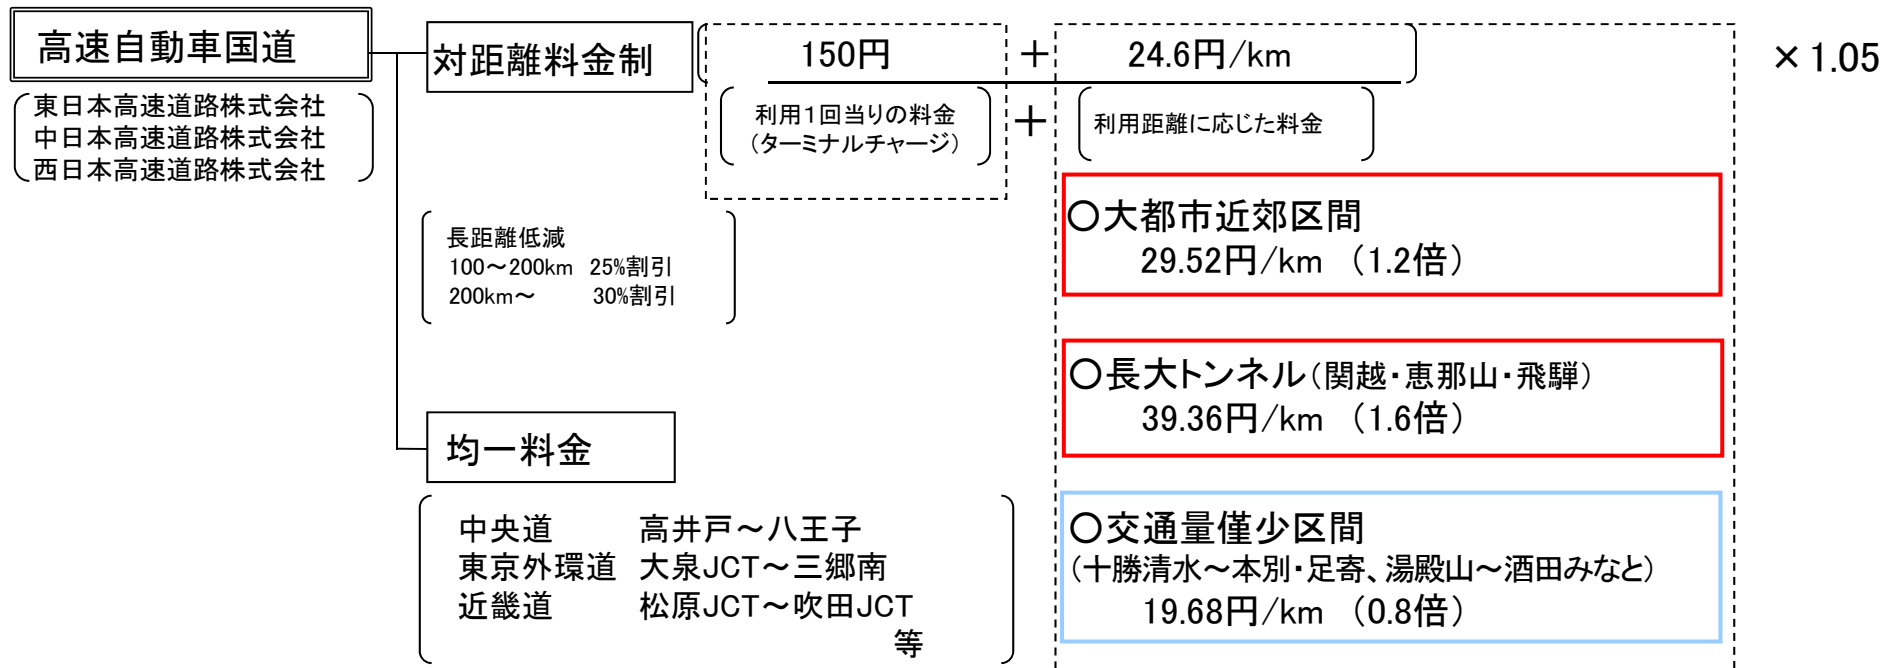 高速自動車国道
東日本高速道路株式会社
中日本高速道路株式会社
西日本高速道路株式会社
対距離料金制
150円 + 24.6円/km
×1.05
利用1回当りの料金
(ターミナルチャージ)
+
利用距離に応じた料金
長距離低減
100~200km 25%割引
200km~ 30%割引
○大都市近郊区間
29.52円/km (1.2倍)
○長大トンネル(関越・恵那山・飛騨)
39.36円/km (1.6倍)
○交通量僅少区間
(十勝清水~本別・足寄、湯殿山~酒田みなと)
19.68円/km (0.8倍)
均一料金
中央道 高井戸~八王子
東京外環道 大泉JCT~三郷南
近畿道 松原JCT~吹田JCT
等